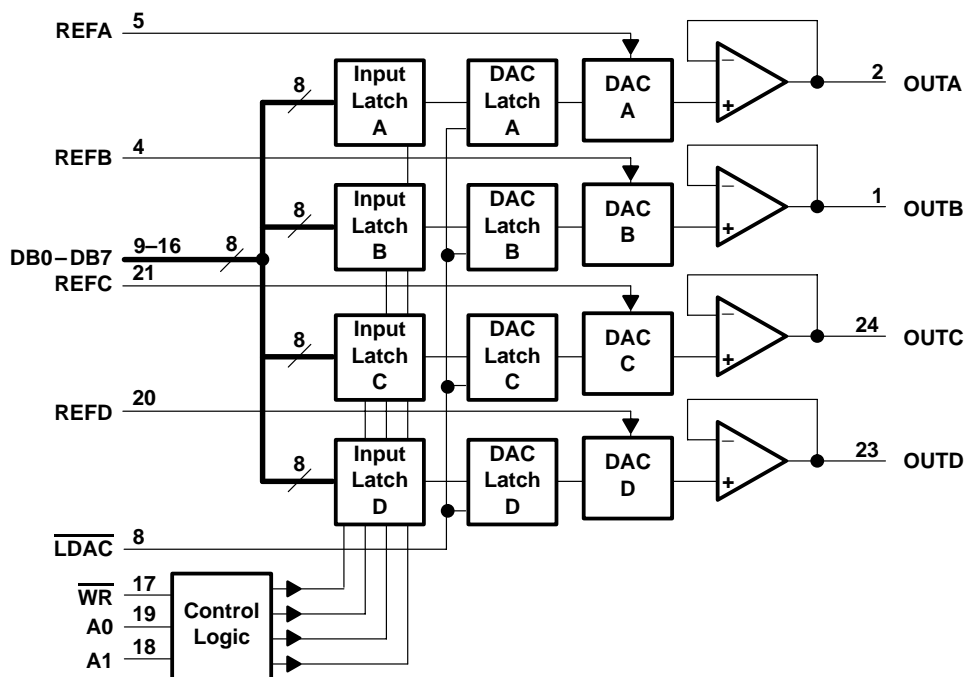 REFA 5
8
Input
Latch
A
DAC
Latch
A
DAC
A
−
+
2 OUTA
REFB 4
8
Input
Latch
B
DAC
Latch
B
DAC
B
−
+
1 OUTB
DB0–DB7 9–16 8
REFC 21
8
Input
Latch
C
DAC
Latch
C
DAC
C
−
+
24 OUTC
REFD 20
8
Input
Latch
D
DAC
Latch
D
DAC
D
−
+
23 OUTD
L̅D̅A̅C̅ 8
W̅R̅ 17
A0 19
A1 18
Control
Logic